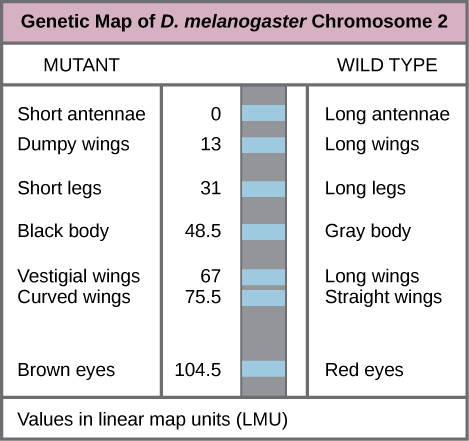 Genetic Map of D. melanogaster Chromosome 2
MUTANT WILD TYPE
Short antennae 0 Long antennae
Dumpy wings 13 Long wings
Short legs 31 Long legs
Black body 48.5 Gray body
Vestigial wings 67 Long wings
Curved wings 75.5 Straight wings
Brown eyes 104.5 Red eyes
Values in linear map units (LMU)